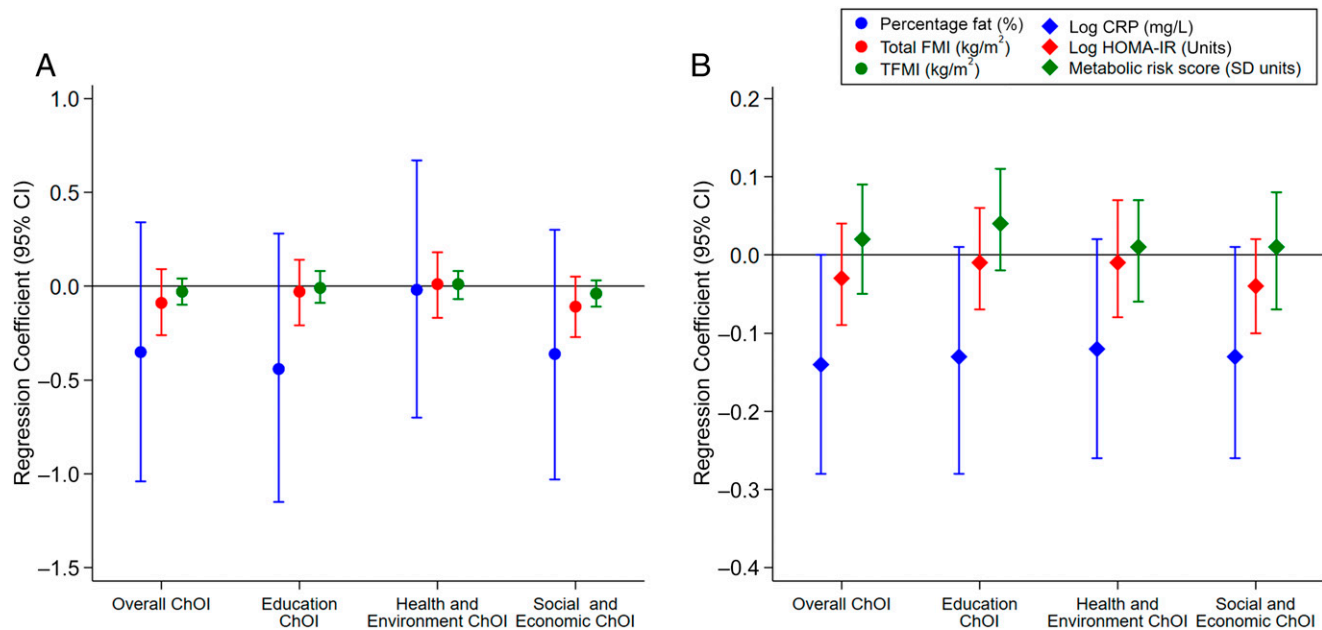 Percentage fat (%)
Total FMI (kg/m²)
TFMI (kg/m²)
Log CRP (mg/L)
Log HOMA-IR (Units)
Metabolic risk score (SD units)
A
Regression Coefficient (95% CI)
1.0
0.5
0.0
–0.5
–1.0
–1.5
Overall ChOI
Education
ChOI
Health and
Environment ChOI
Social and
Economic ChOI
B
Regression Coefficient (95% CI)
0.2
0.1
0.0
–0.1
–0.2
–0.3
–0.4
Overall ChOI
Education
ChOI
Health and
Environment ChOI
Social and
Economic ChOI